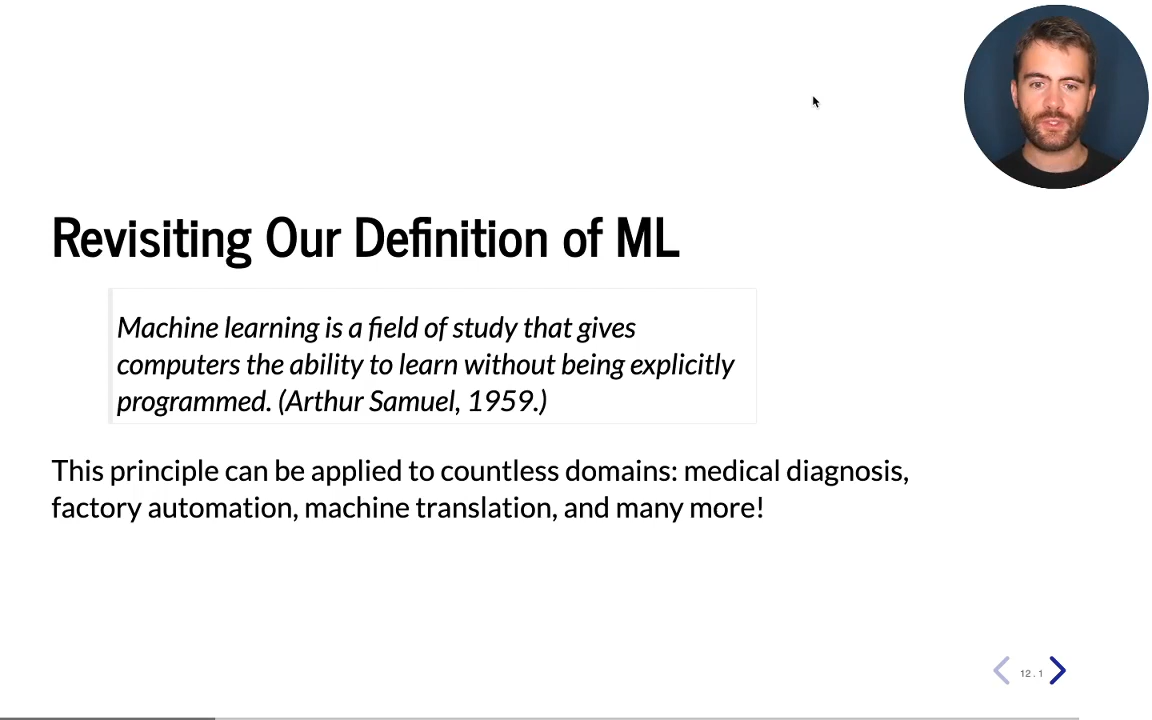 Revisiting Our Definition of ML
Machine learning is a field of study that gives
computers the ability to learn without being explicitly
programmed. (Arthur Samuel, 1959.)
This principle can be applied to countless domains: medical diagnosis,
factory automation, machine translation, and many more!
12.1